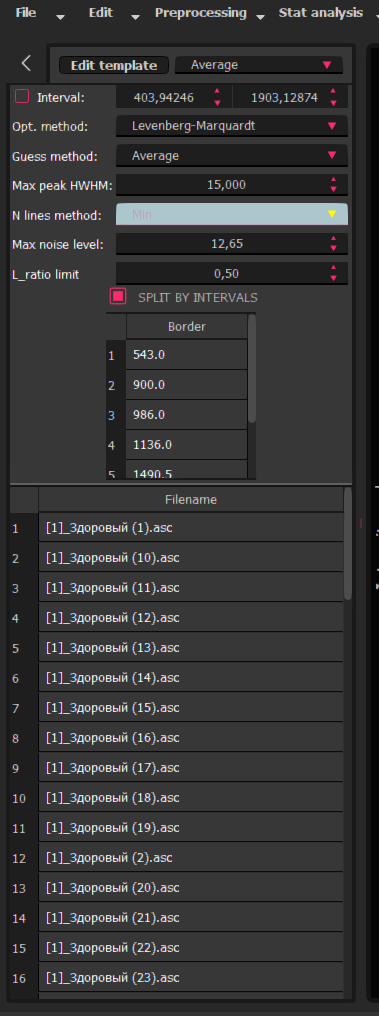 File Edit Preprocessing Stat analysis
Edit template Average
Interval: 403,94246 1903,12874
Opt. method: Levenberg-Marquardt
Guess method: Average
Max peak HWHM: 15,000
N lines method: Min
Max noise level: 12,65
L_ratio limit 0,50
SPLIT BY INTERVALS
Border
1 543.0
2 900.0
3 986.0
4 1136.0
5 1490.5
Filename
1 [1]_Здоровый (1).asc
2 [1]_Здоровый (10).asc
3 [1]_Здоровый (11).asc
4 [1]_Здоровый (12).asc
5 [1]_Здоровый (13).asc
6 [1]_Здоровый (14).asc
7 [1]_Здоровый (15).asc
8 [1]_Здоровый (16).asc
9 [1]_Здоровый (17).asc
10 [1]_Здоровый (18).asc
11 [1]_Здоровый (19).asc
12 [1]_Здоровый (2).asc
13 [1]_Здоровый (20).asc
14 [1]_Здоровый (21).asc
15 [1]_Здоровый (22).asc
16 [1]_Здоровый (23).asc